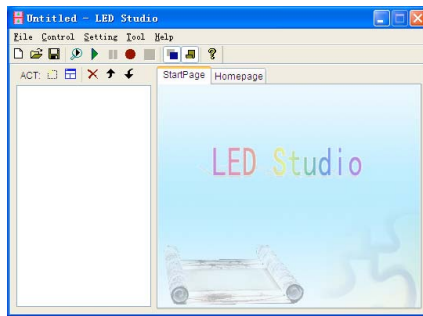 Untitled - LED Studio
File Control Setting Tool Help
ACT:
StartPage Homepage
LED Studio